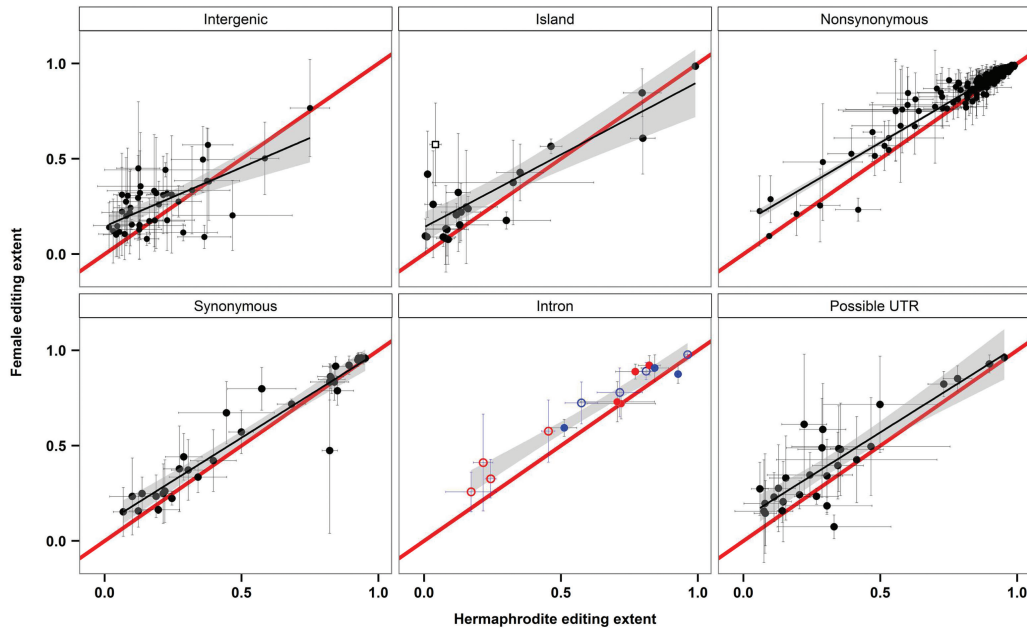 Intergenic
Island
Nonsynonymous
1.0
0.5
0.0
Female editing extent
Synonymous
Intron
Possible UTR
1.0
0.5
0.0
0.0 0.5 1.0
0.0 0.5 1.0
0.0 0.5 1.0
Hermaphrodite editing extent